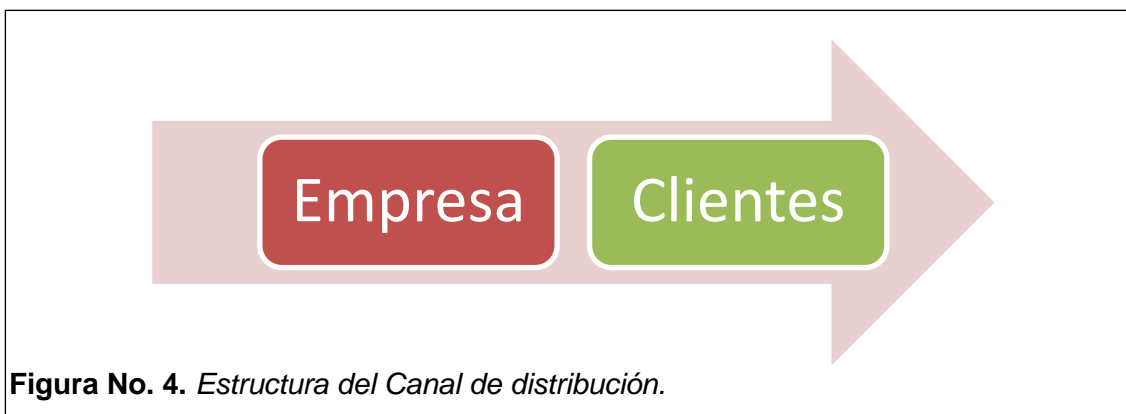 Empresa Clientes
Figura No. 4. Estructura del Canal de distribución.